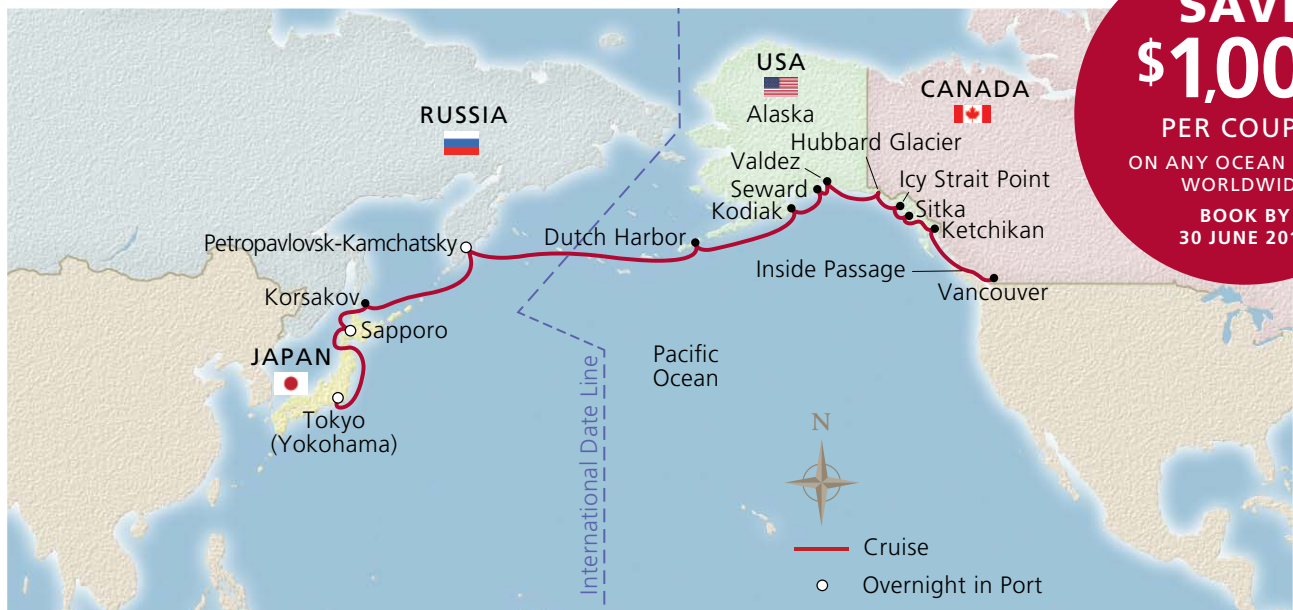 SAV
$1,00
PER COUP
ON ANY OCEAN
WORLDWID
BOOK BY
30 JUNE 201
USA
Alaska
CANADA
RUSSIA
Hubbard Glacier
Valdez
Icy Strait Point
Seward
Sitka
Kodiak
Ketchikan
Petropavlovsk-Kamchatsky
Dutch Harbor
Inside Passage
Vancouver
Korsakov
Sapporo
JAPAN
Pacific
Ocean
Tokyo
(Yokohama)
International Date Line
N
Cruise
Overnight in Port